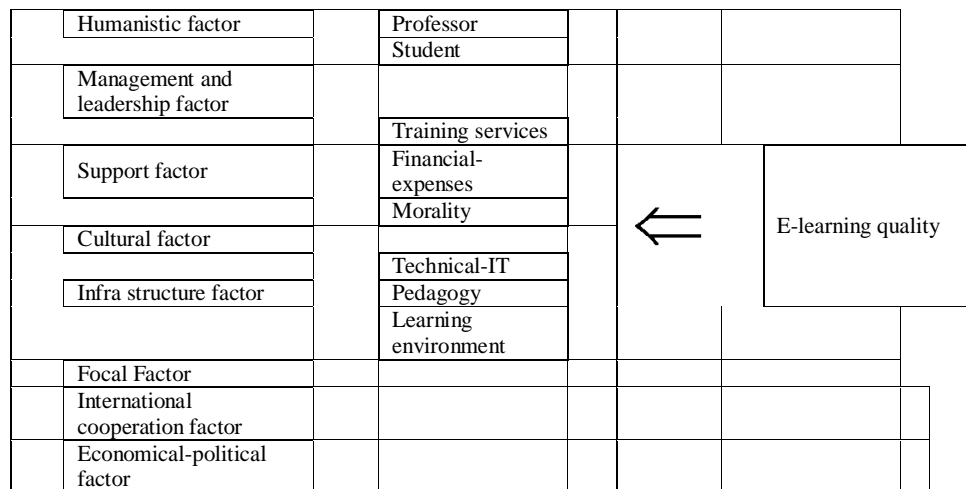 Humanistic factor
Professor
Student
Management and
leadership factor
Training services
Support factor
Financial-
expenses
Morality
E-learning quality
Cultural factor
Technical-IT
Infra structure factor
Pedagogy
Learning
environment
Focal Factor
International
cooperation factor
Economical-political
factor